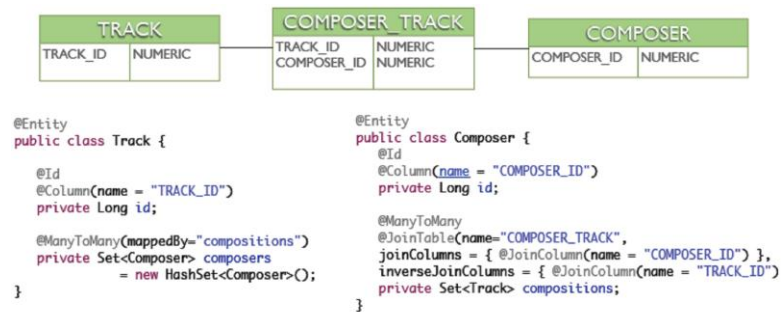 TRACK
TRACK_ID NUMERIC
COMPOSER_TRACK
TRACK_ID NUMERIC
COMPOSER_ID NUMERIC
COMPOSER
COMPOSER_ID NUMERIC
@Entity
public class Track {
@Id
@Column(name = "TRACK_ID")
private Long id;
@ManyToMany(mappedBy="compositions")
private Set<Composer> composers
= new HashSet<Composer>();
}
@Entity
public class Composer {
@Id
@Column(name = "COMPOSER_ID")
private Long id;
@ManyToMany
@JoinTable(name="COMPOSER_TRACK",
joinColumns = { @JoinColumn(name = "COMPOSER_ID") },
inverseJoinColumns = { @JoinColumn(name = "TRACK_ID")
private Set<Track> compositions;
}